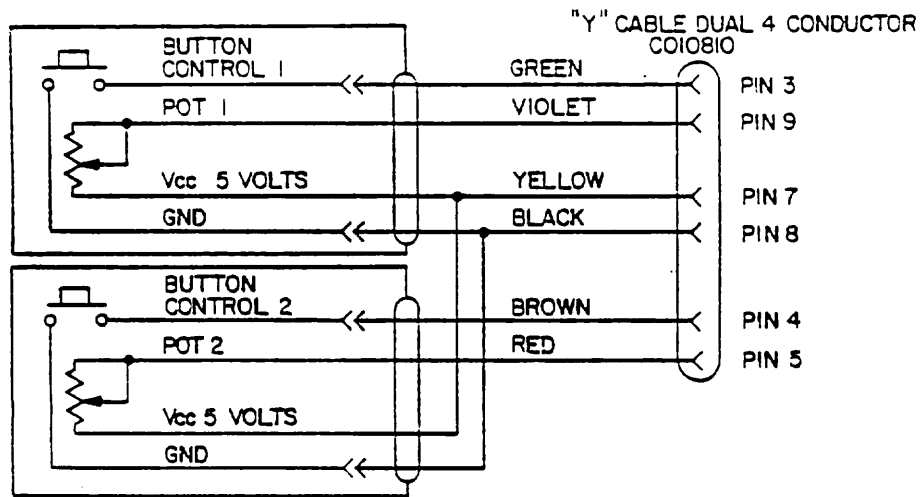 "Y" CABLE DUAL 4 CONDUCTOR
CO10810
BUTTON
CONTROL 1
GREEN
PIN 3
POT 1
VIOLET
PIN 9
Vcc 5 VOLTS
YELLOW
PIN 7
GND
BLACK
PIN 8
BUTTON
CONTROL 2
BROWN
PIN 4
POT 2
RED
PIN 5
Vcc 5 VOLTS
GND